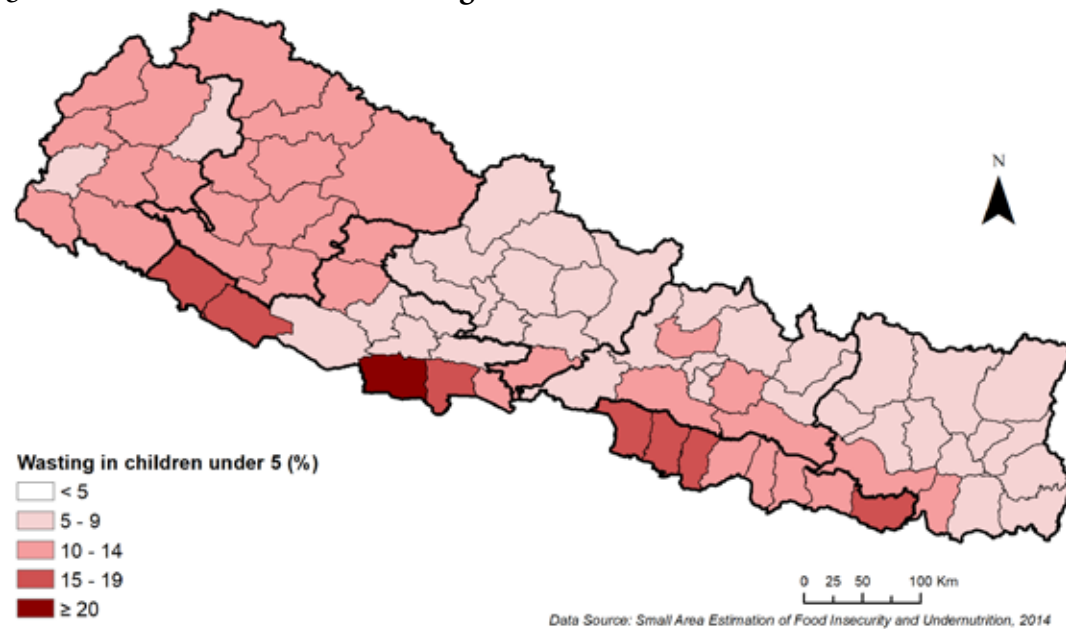 N
Wasting in children under 5 (%)
< 5
5 - 9
10 - 14
15 - 19
≥ 20
0 25 50 100 Km
Data Source: Small Area Estimation of Food Insecurity and Undernutrition, 2014